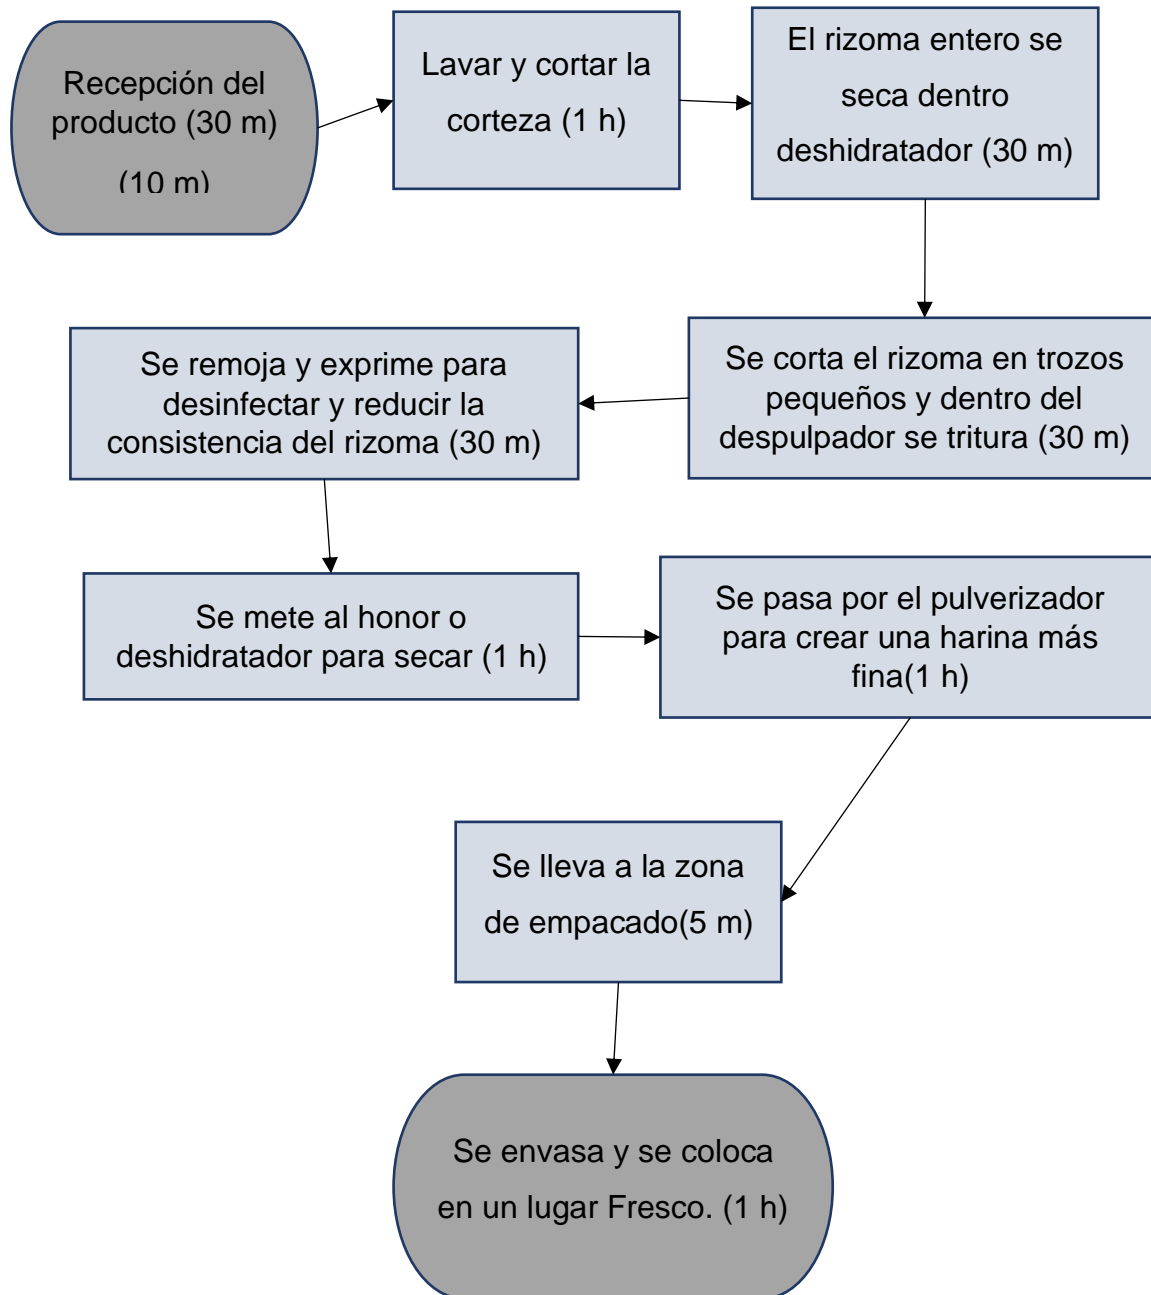 Recepción del
producto (30 m)
(10 m)
Lavar y cortar la
corteza (1 h)
El rizoma entero se
seca dentro
deshidratador (30 m)
Se corta el rizoma en trozos
pequeños y dentro del
despulpador se tritura (30 m)
Se remoja y exprime para
desinfectar y reducir la
consistencia del rizoma (30 m)
Se mete al honor o
deshidratador para secar (1 h)
Se pasa por el pulverizador
para crear una harina más
fina(1 h)
Se lleva a la zona
de empacado(5 m)
Se envasa y se coloca
en un lugar Fresco. (1 h)